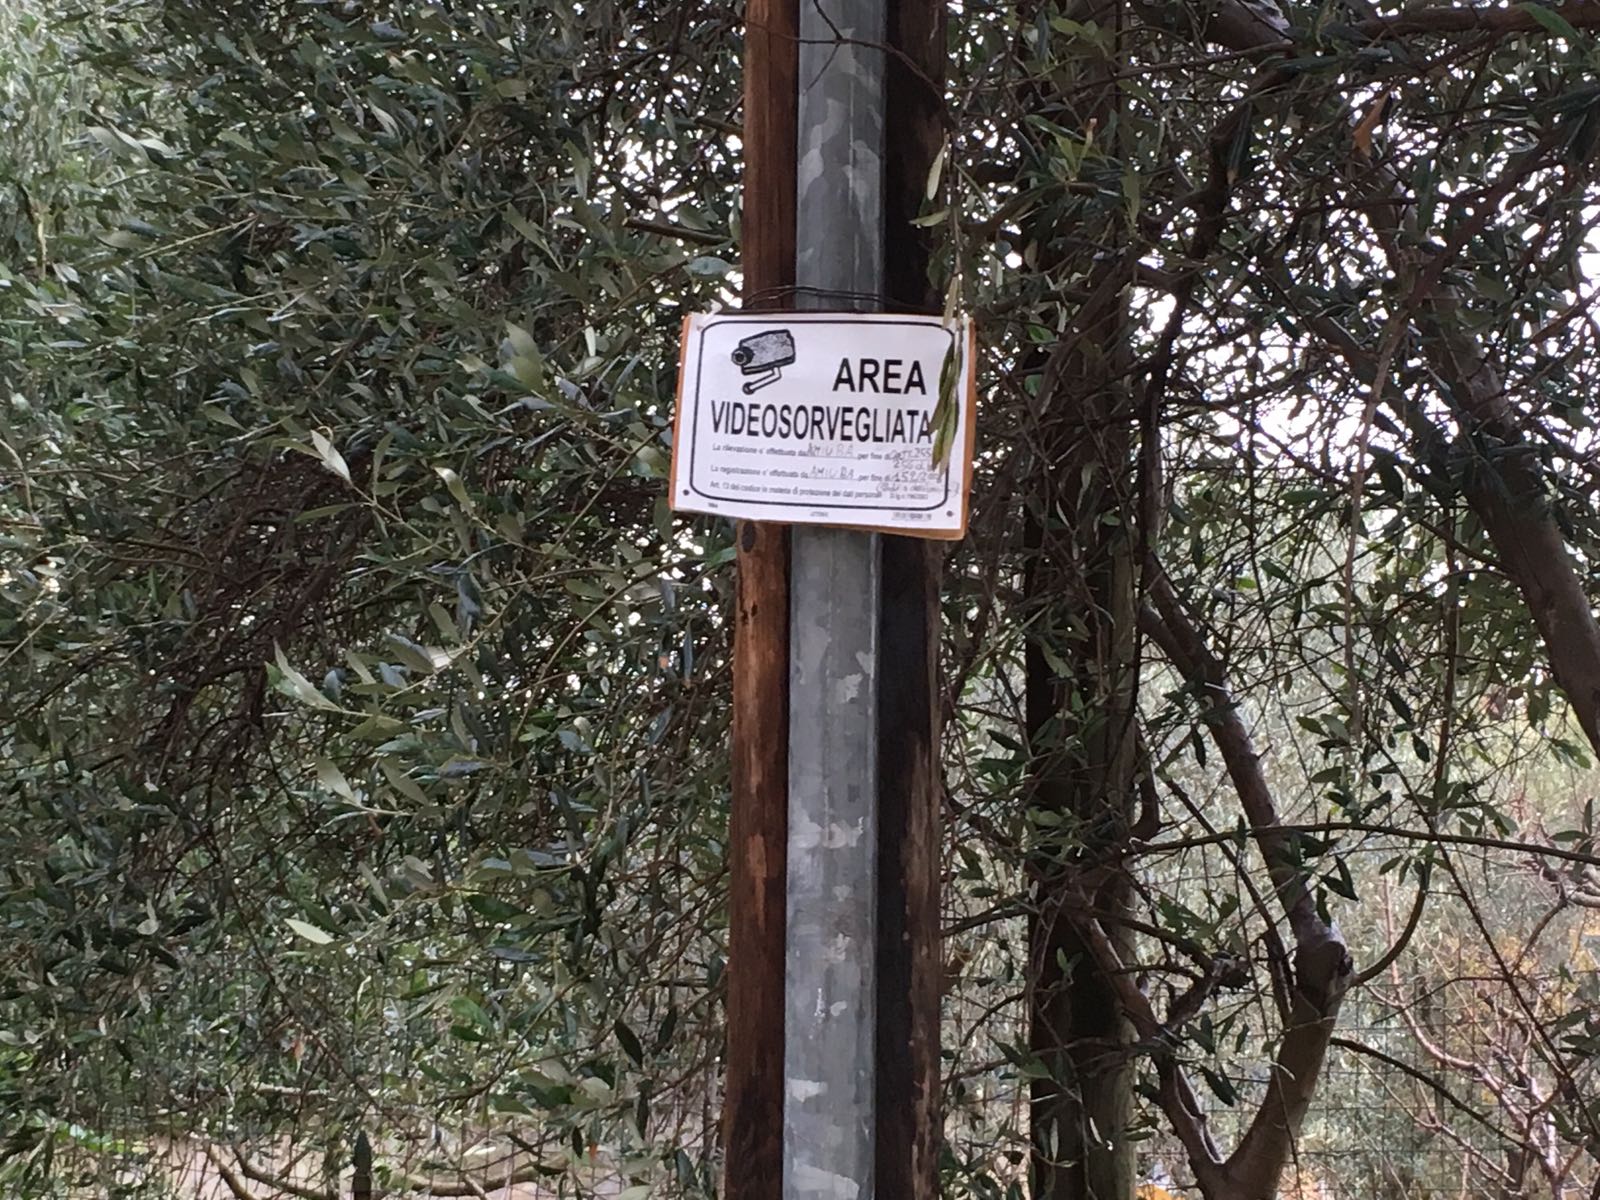 AREA
VIDEOSORVEGLIATA
La rilevazione e' effettuata da AMIU BA per fine di
La registrazione e' effettuata da AMIU BA per fine di
Art. 13 del codice in materia di protezione dei dati personali